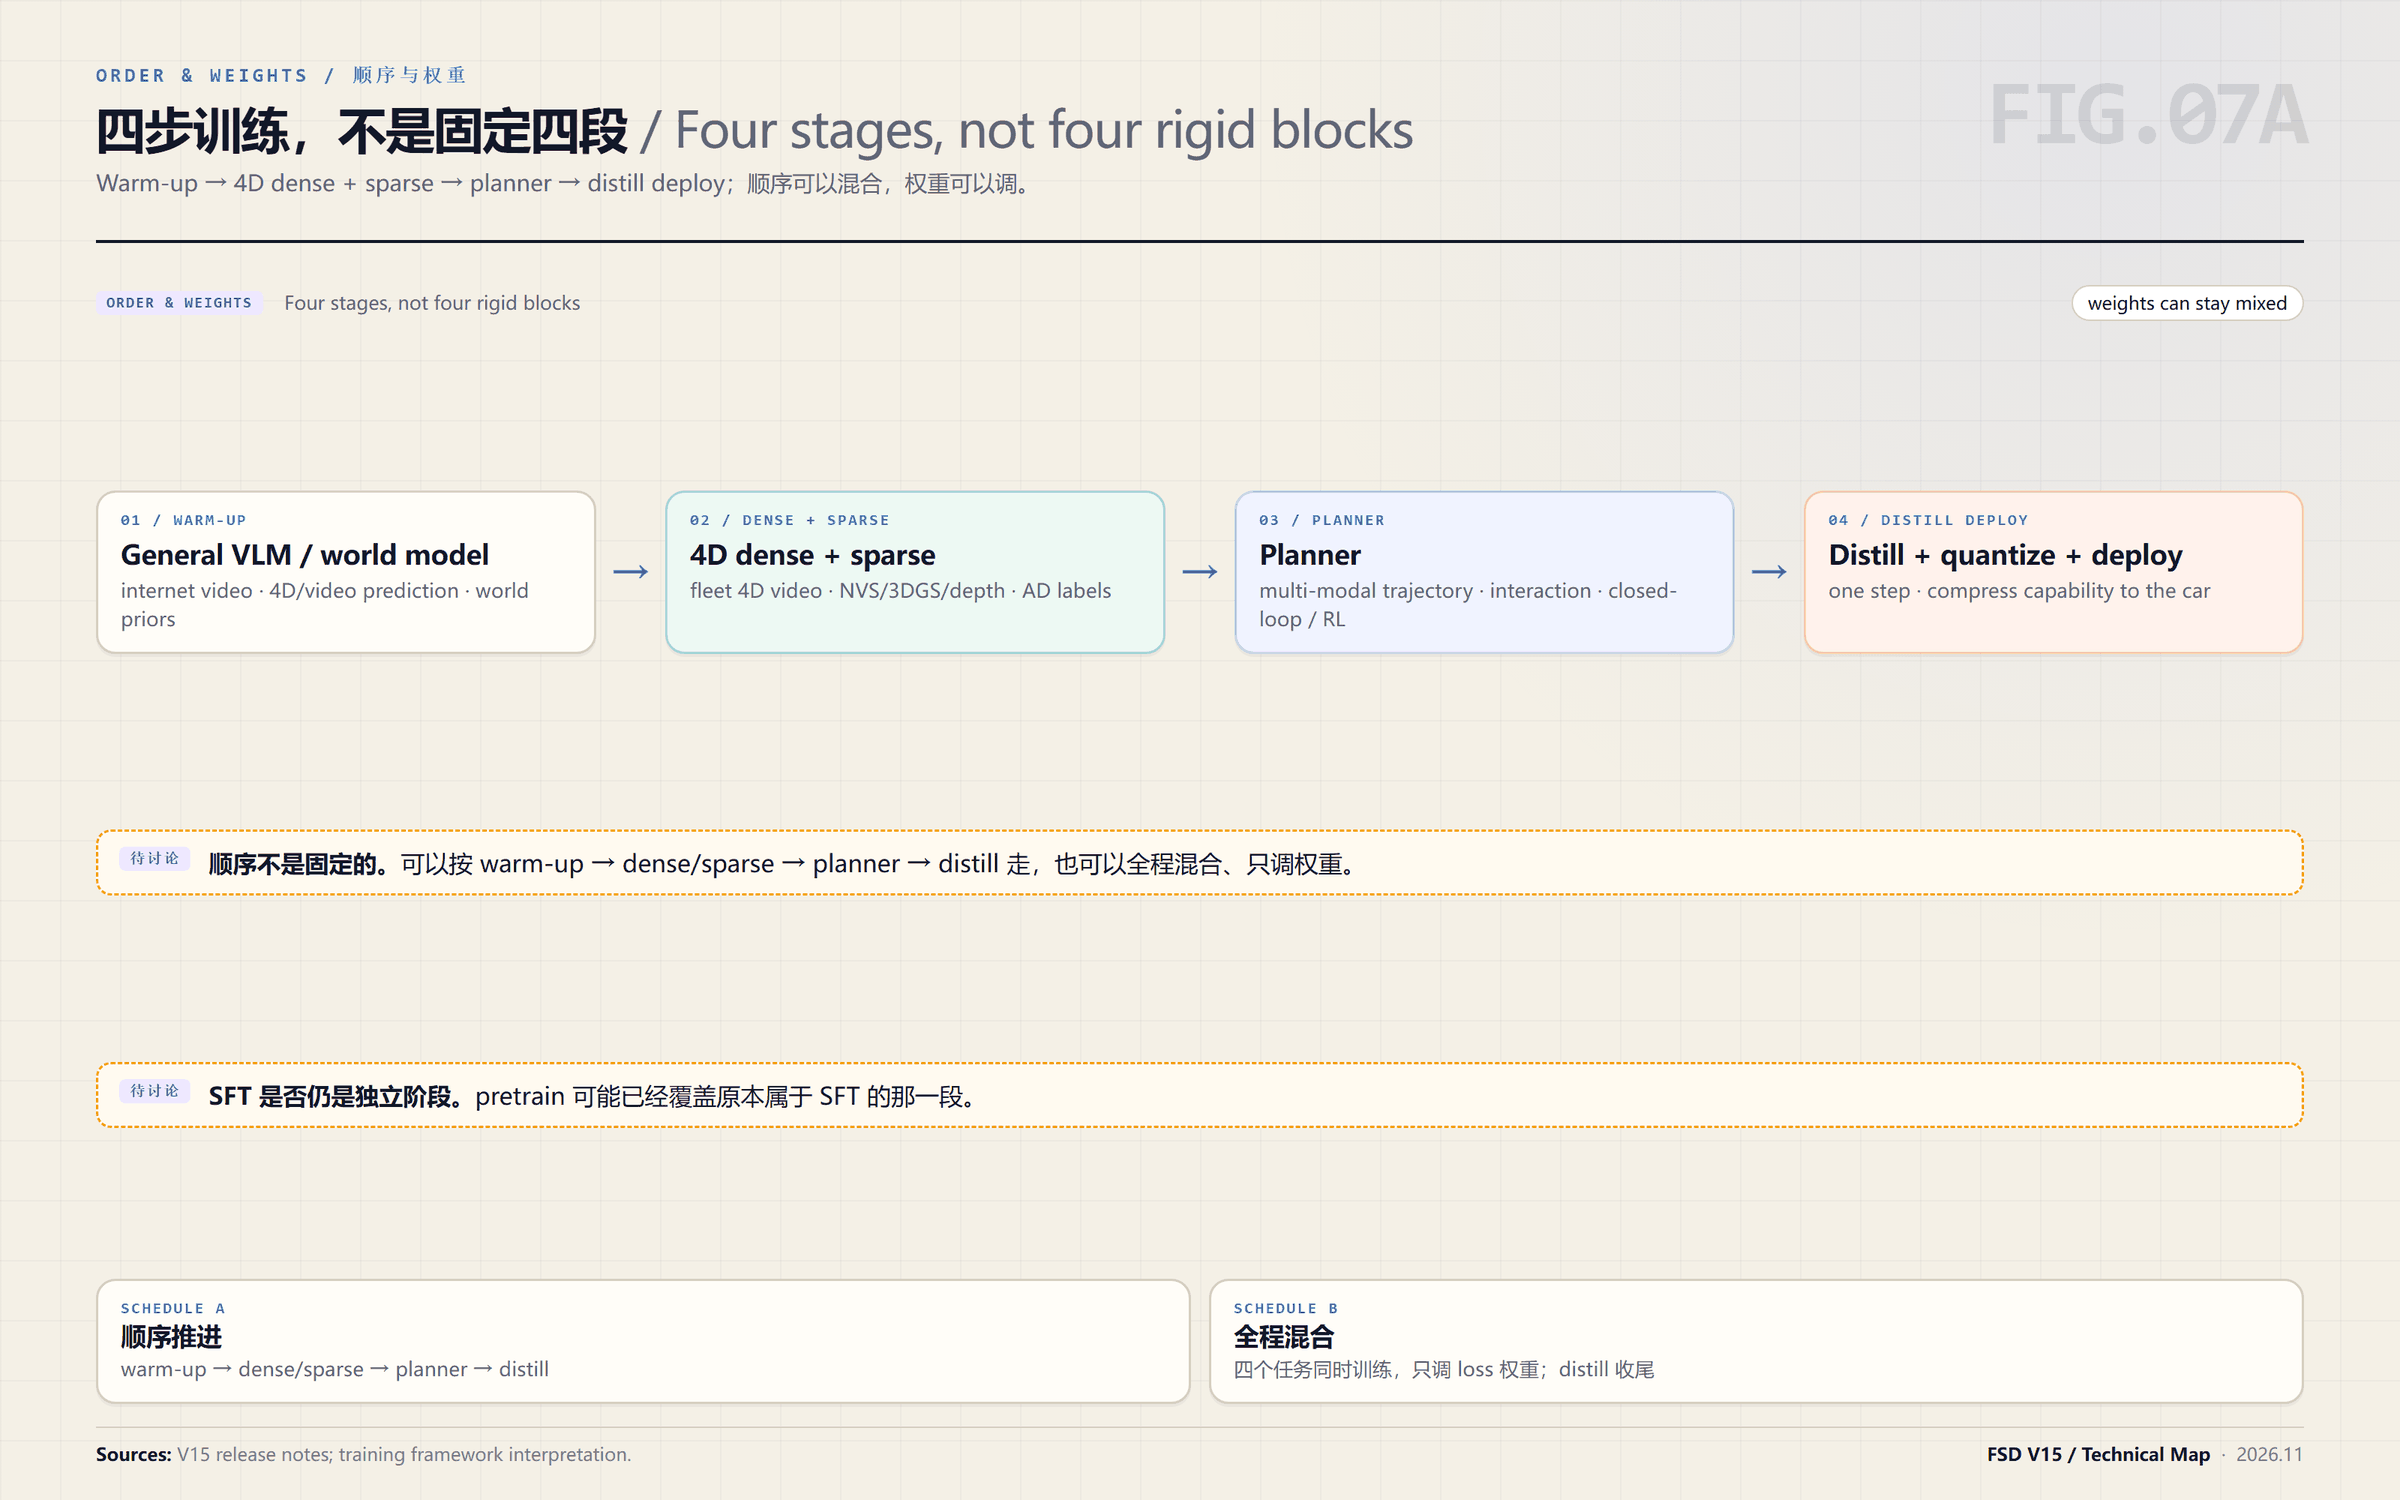 ORDER & WEIGHTS / 顺序与权重
FIG.07A
四步训练，不是固定四段 / Four stages, not four rigid blocks
Warm-up → 4D dense + sparse → planner → distill deploy；顺序可以混合，权重可以调。
ORDER & WEIGHTS Four stages, not four rigid blocks
weights can stay mixed
01 / WARM-UP
General VLM / world model
internet video · 4D/video prediction · world
priors
→
02 / DENSE + SPARSE
4D dense + sparse
fleet 4D video · NVS/3DGS/depth · AD labels
→
03 / PLANNER
Planner
multi-modal trajectory · interaction · closed-
loop / RL
→
04 / DISTILL DEPLOY
Distill + quantize + deploy
one step · compress capability to the car
待讨论 顺序不是固定的。可以按 warm-up → dense/sparse → planner → distill 走，也可以全程混合、只调权重。
待讨论 SFT 是否仍是独立阶段。pretrain 可能已经覆盖原本属于 SFT 的那一段。
SCHEDULE A
顺序推进
warm-up → dense/sparse → planner → distill
SCHEDULE B
全程混合
四个任务同时训练，只调 loss 权重；distill 收尾
Sources: V15 release notes; training framework interpretation.
FSD V15 / Technical Map · 2026.11